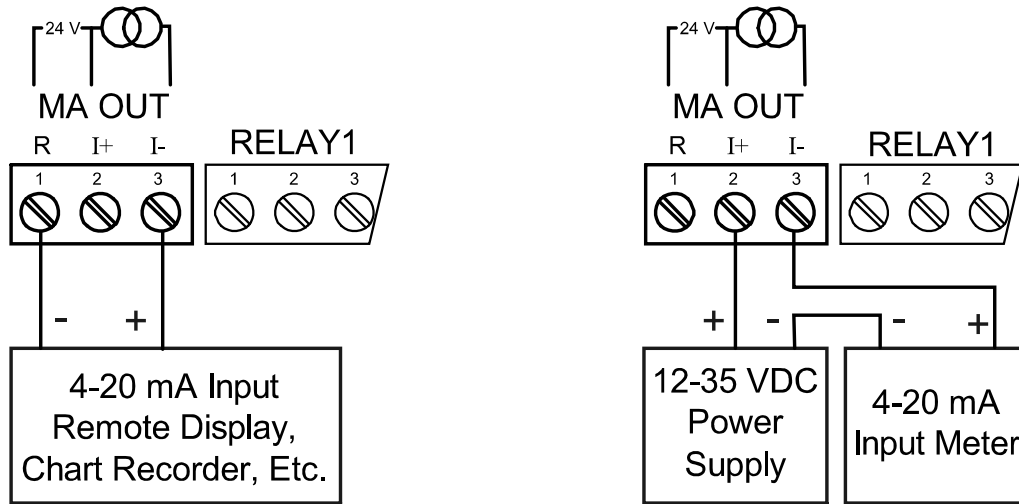 24 V
MA OUT
R I+ I-
RELAY1
1 2 3
1 2 3
- +
4-20 mA Input
Remote Display,
Chart Recorder, Etc.
24 V
MA OUT
R I+ I-
RELAY1
1 2 3
1 2 3
+ - - +
12-35 VDC
Power
Supply
4-20 mA
Input Meter